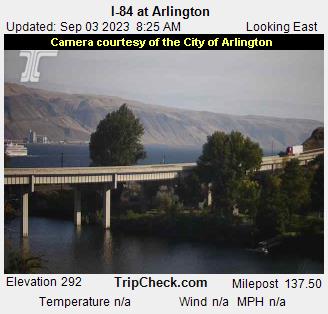 I-84 at Arlington
Updated: Sep 03 2023 8:25 AM Looking East
Camera courtesy of the City of Arlington
Elevation 292 TripCheck.com Milepost 137.50
Temperature n/a Wind n/a MPH n/a